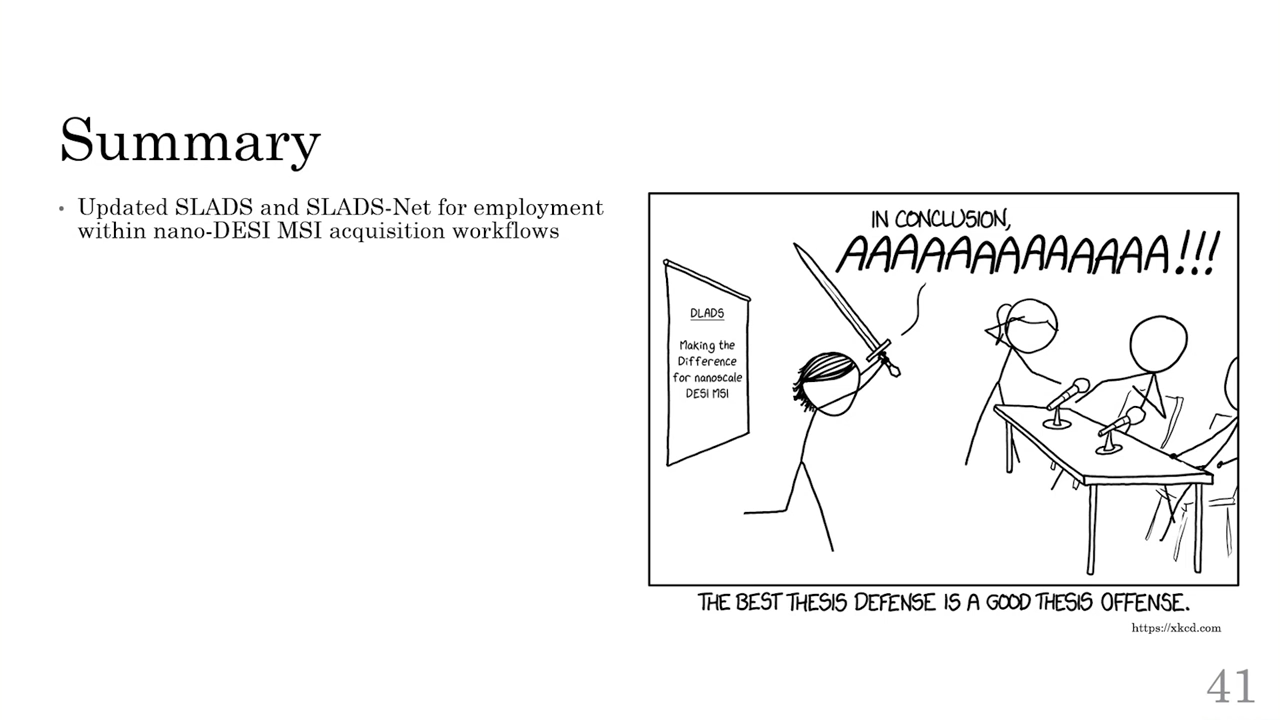 Summary
• Updated SLADS and SLADS-Net for employment
within nano-DESI MSI acquisition workflows
IN CONCLUSION,
AAAAAAAAAAAAA!!!
DLADS
Making the
Difference
for nanoscale
DESI MSI
THE BEST THESIS DEFENSE IS A GOOD THESIS OFFENSE.
https://xkcd.com
41